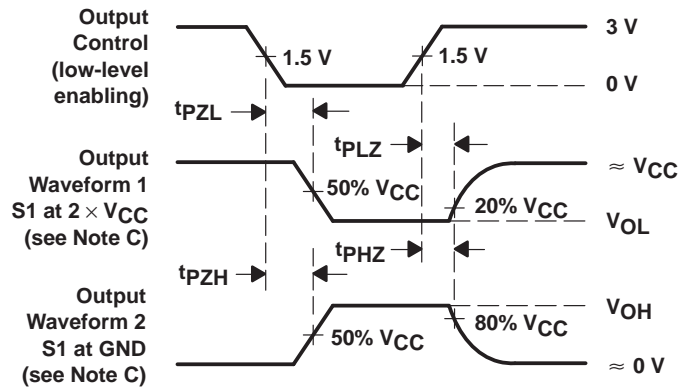 Output
Control
(low-level
enabling)
1.5 V
1.5 V
3 V
0 V
tPZL
tPLZ
Output
Waveform 1
S1 at 2 × VCC
(see Note C)
50% VCC
20% VCC
≈ VCC
VOL
tPZH
tPHZ
Output
Waveform 2
S1 at GND
(see Note C)
50% VCC
80% VCC
VOH
≈ 0 V